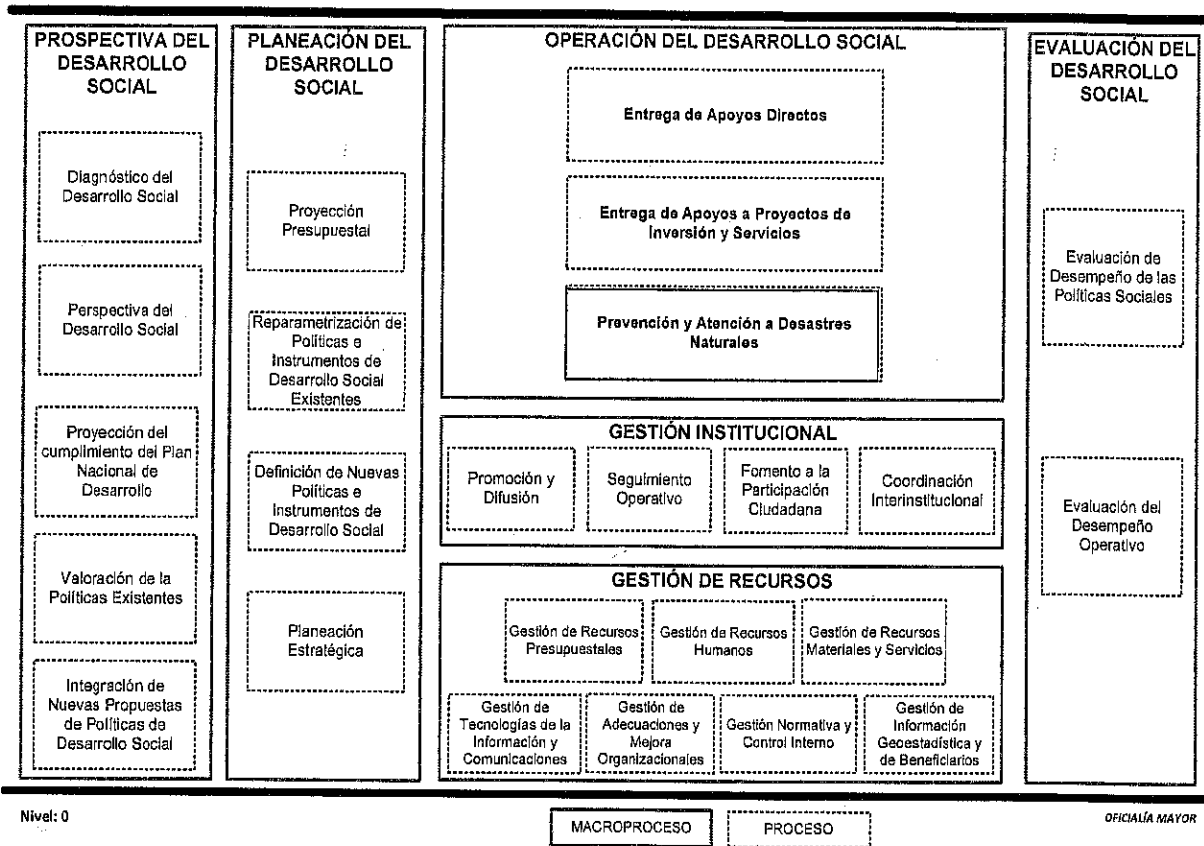 PROSPECTIVA DEL
DESARROLLO
SOCIAL
Diagnóstico del
Desarrollo Social
Perspectiva del
Desarrollo Social
Proyección del
cumplimiento del Plan
Nacional de
Desarrollo
Valoración de la
Políticas Existentes
Integración de
Nuevas Propuestas
de Políticas de
Desarrollo Social
PLANEACIÓN DEL
DESARROLLO
SOCIAL
Proyección
Presupuestal
Reparametrización de
Políticas e
Instrumentos de
Desarrollo Social
Existentes
Definición de Nuevas
Políticas e
Instrumentos de
Desarrollo Social
Planeación
Estratégica
OPERACIÓN DEL DESARROLLO SOCIAL
Entrega de Apoyos Directos
Entrega de Apoyos a Proyectos de
Inversión y Servicios
Prevención y Atención a Desastres
Naturales
GESTIÓN INSTITUCIONAL
Promoción y
Difusión
Seguimiento
Operativo
Fomento a la
Participación
Ciudadana
Coordinación
Interinstitucional
GESTIÓN DE RECURSOS
Gestión de Recursos
Presupuestales
Gestión de Recursos
Humanos
Gestión de Recursos
Materiales y Servicios
Gestión de
Tecnologías de la
Información y
Comunicaciones
Gestión de
Adecuaciones y
Mejora
Organizacionales
Gestión Normativa y
Control Interno
Gestión de
Información
Geoestadística y
de Beneficiarios
EVALUACIÓN DEL
DESARROLLO
SOCIAL
Evaluación de
Desempeño de las
Políticas Sociales
Evaluación del
Desempeño
Operativo
Nivel: 0
MACROPROCESO
PROCESO
OFICIALÍA MAYOR